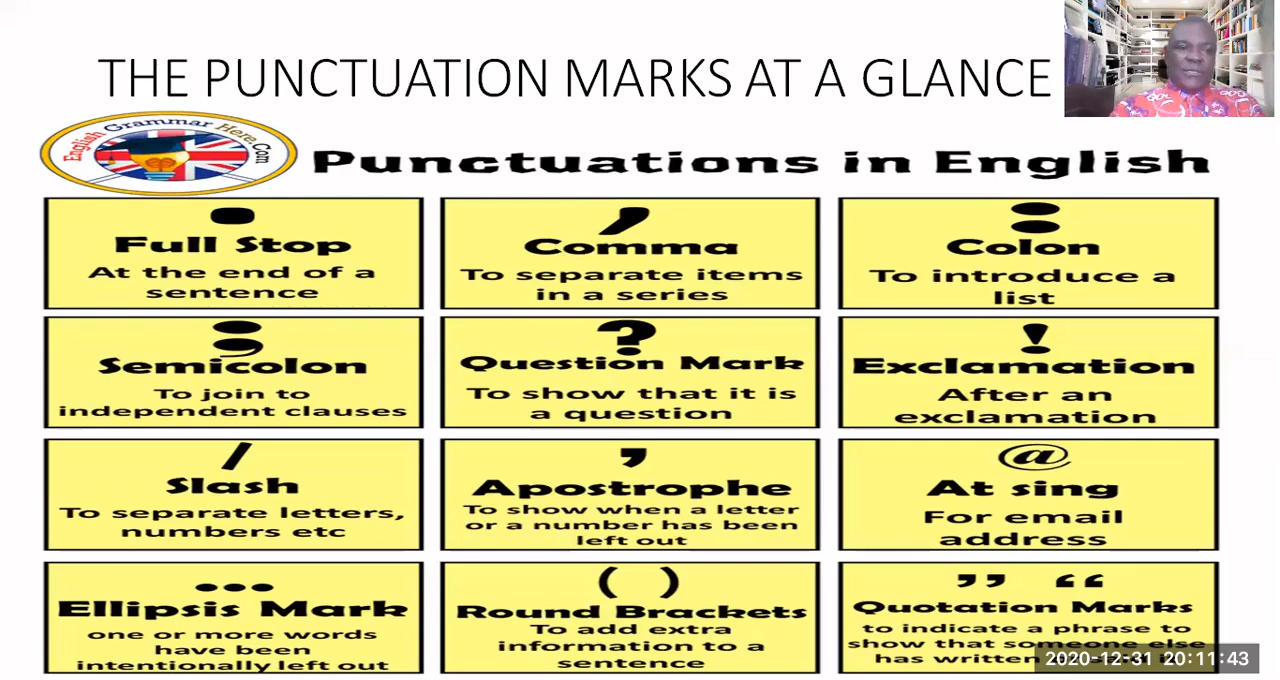 THE PUNCTUATION MARKS AT A GLANCE
English Grammar Here.Com
Punctuations in English
.
Full Stop
At the end of a
sentence
,
Comma
To separate items
in a series
:
Colon
To introduce a
list
;
Semicolon
To join to
independent clauses
?
Question Mark
To show that it is
a question
!
Exclamation
After an
exclamation
/
Slash
To separate letters,
numbers etc
’
Apostrophe
To show when a letter
or a number has been
left out
@
At sing
For email
address
...
Ellipsis Mark
one or more words
have been
intentionally left out
( )
Round Brackets
To add extra
information to a
sentence
” “
Quotation Marks
to indicate a phrase to
show that someone else
has written
2020-12-31 20:11:43